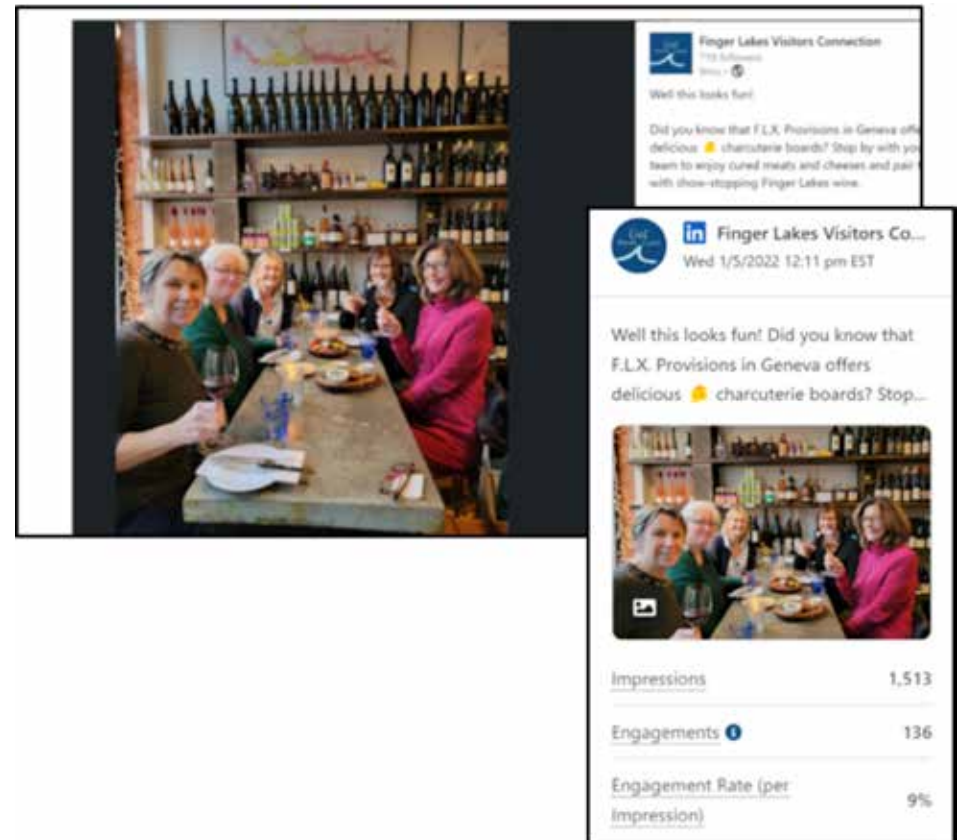 Finger Lakes Visitors Connection
followers
Well this looks fun!
Did you know that F.L.X. Provisions in Geneva offe
delicious charcuterie boards? Stop by with you
team to enjoy cured meats and cheeses and pair
with show-stopping Finger Lakes wine.
in Finger Lakes Visitors Co...
Wed 1/5/2022 12:11 pm EST
Well this looks fun! Did you know that
F.L.X. Provisions in Geneva offers
delicious charcuterie boards? Stop...
Impressions 1,513
Engagements 136
Engagement Rate (per
Impression) 9%